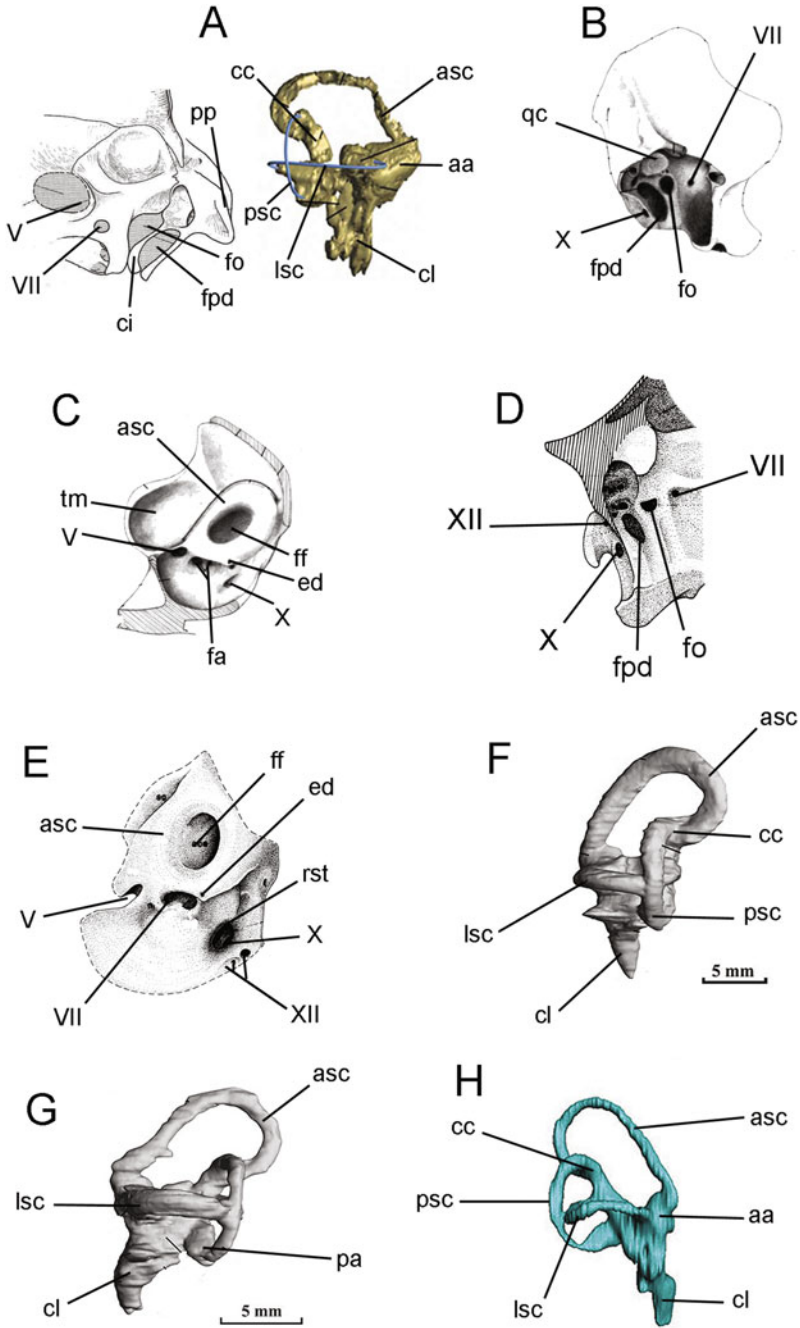 A
cc
asc
pp
V
VII
psc
lsc
aa
fo
fpd
ci
cl
B
VII
qc
X
fpd
fo
C
asc
tm
V
ff
ed
X
fa
D
VII
XII
X
fpd
fo
E
ff
ed
asc
rst
V
X
VII
XII
F
asc
cc
lsc
psc
cl
5 mm
G
asc
lsc
pa
cl
5 mm
H
cc
asc
psc
aa
lsc
cl